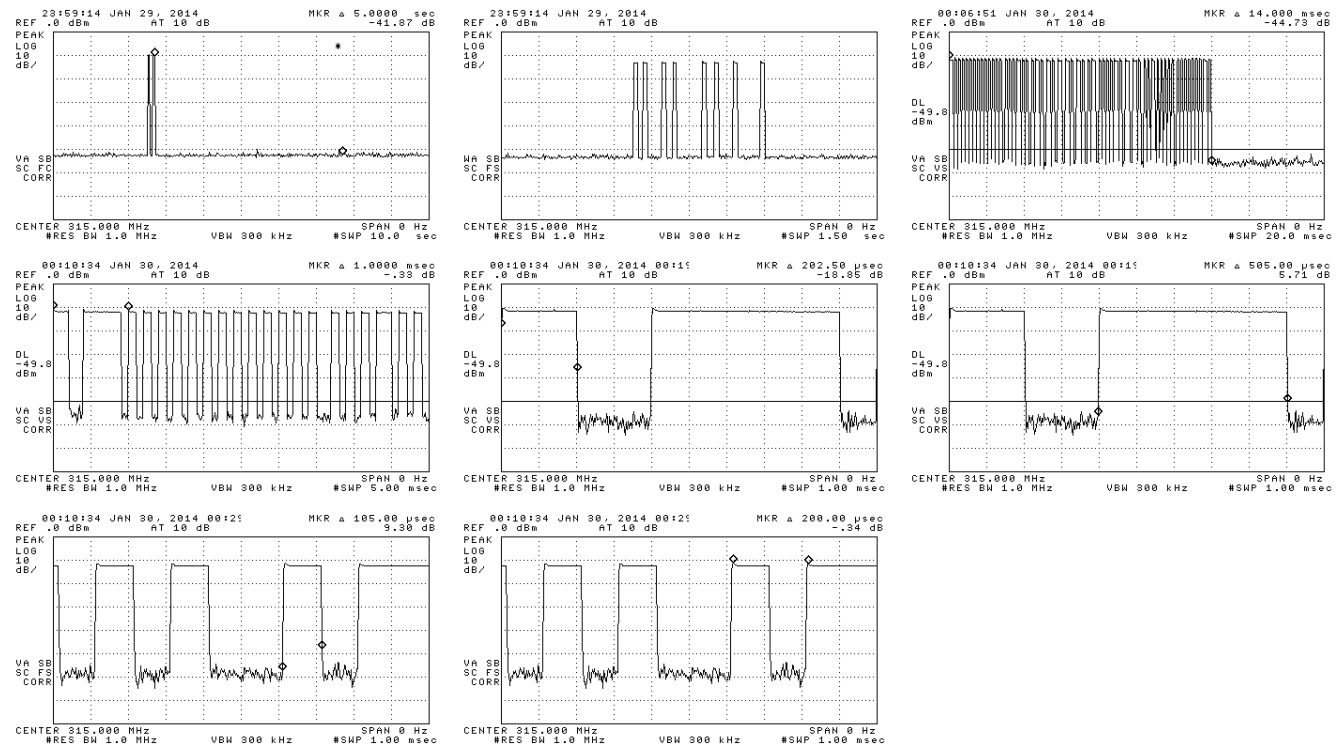 23:59:14 JAN 29, 2014 MKR Δ 5.0000 sec
REF .0 dBm AT 10 dB -41.87 dB
PEAK
LOG
10
dB/
VA SB
SC FC
CORR
CENTER 315.000 MHz SPAN 0 Hz
#RES BW 1.0 MHz VBW 300 kHz #SWP 10.0 sec
23:59:14 JAN 29, 2014
REF .0 dBm AT 10 dB
PEAK
LOG
10
dB/
WA SB
SC FS
CORR
CENTER 315.000 MHz SPAN 0 Hz
#RES BW 1.0 MHz VBW 300 kHz #SWP 1.50 sec
00:06:51 JAN 30, 2014 MKR Δ 14.000 msec
REF .0 dBm AT 10 dB -44.73 dB
PEAK
LOG
10
dB/
DL
-49.8
dBm
VA SB
SC VS
CORR
CENTER 315.000 MHz SPAN 0 Hz
#RES BW 1.0 MHz VBW 300 kHz #SWP 20.0 msec
00:10:34 JAN 30, 2014 MKR Δ 1.0000 msec
REF .0 dBm AT 10 dB -.33 dB
PEAK
LOG
10
dB/
DL
-49.8
dBm
VA SB
SC VS
CORR
CENTER 315.000 MHz SPAN 0 Hz
#RES BW 1.0 MHz VBW 300 kHz #SWP 5.00 msec
00:10:34 JAN 30, 2014 MKR Δ 202.50 μsec
REF .0 dBm AT 10 dB -18.85 dB
PEAK
LOG
10
dB/
DL
-49.8
dBm
VA SB
SC VS
CORR
CENTER 315.000 MHz SPAN 0 Hz
#RES BW 1.0 MHz VBW 300 kHz #SWP 1.00 msec
00:10:34 JAN 30, 2014 MKR Δ 505.00 μsec
REF .0 dBm AT 10 dB 5.71 dB
PEAK
LOG
10
dB/
DL
-49.8
dBm
VA SB
SC VS
CORR
CENTER 315.000 MHz SPAN 0 Hz
#RES BW 1.0 MHz VBW 300 kHz #SWP 1.00 msec
00:10:34 JAN 30, 2014 MKR Δ 105.00 μsec
REF .0 dBm AT 10 dB 9.30 dB
PEAK
LOG
10
dB/
VA SB
SC FS
CORR
CENTER 315.000 MHz SPAN 0 Hz
#RES BW 1.0 MHz VBW 300 kHz #SWP 1.00 msec
00:10:34 JAN 30, 2014 MKR Δ 200.00 μsec
REF .0 dBm AT 10 dB -.34 dB
PEAK
LOG
10
dB/
VA SB
SC FS
CORR
CENTER 315.000 MHz SPAN 0 Hz
#RES BW 1.0 MHz VBW 300 kHz #SWP 1.00 msec